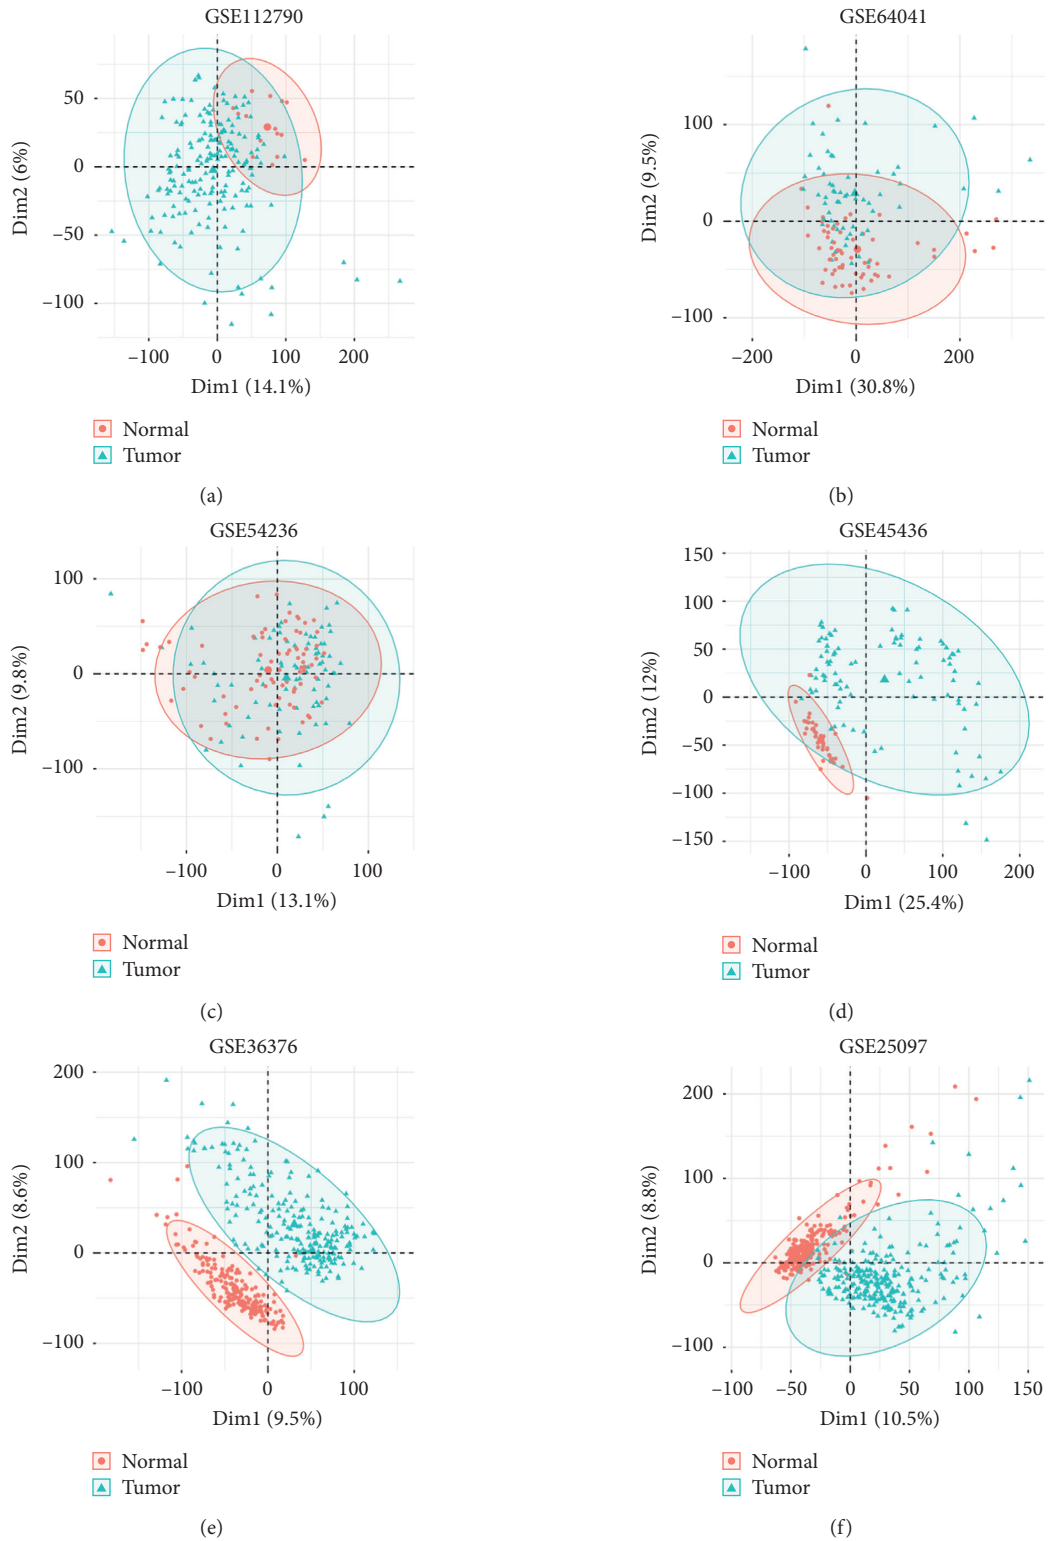 GSE112790
50
0
−50
−100
Dim2 (6%)
−100 0 100 200
Dim1 (14.1%)
Normal
Tumor
(a)
GSE64041
100
0
−100
Dim2 (9.5%)
−200 0 200
Dim1 (30.8%)
Normal
Tumor
(b)
GSE54236
100
0
−100
Dim2 (9.8%)
−100 0 100
Dim1 (13.1%)
Normal
Tumor
(c)
GSE45436
150
100
50
0
−50
−100
−150
Dim2 (12%)
−100 0 100 200
Dim1 (25.4%)
Normal
Tumor
(d)
GSE36376
200
100
0
−100
Dim2 (8.6%)
−100 0 100
Dim1 (9.5%)
Normal
Tumor
(e)
GSE25097
200
100
0
−100
Dim2 (8.8%)
−100 −50 0 50 100 150
Dim1 (10.5%)
Normal
Tumor
(f)